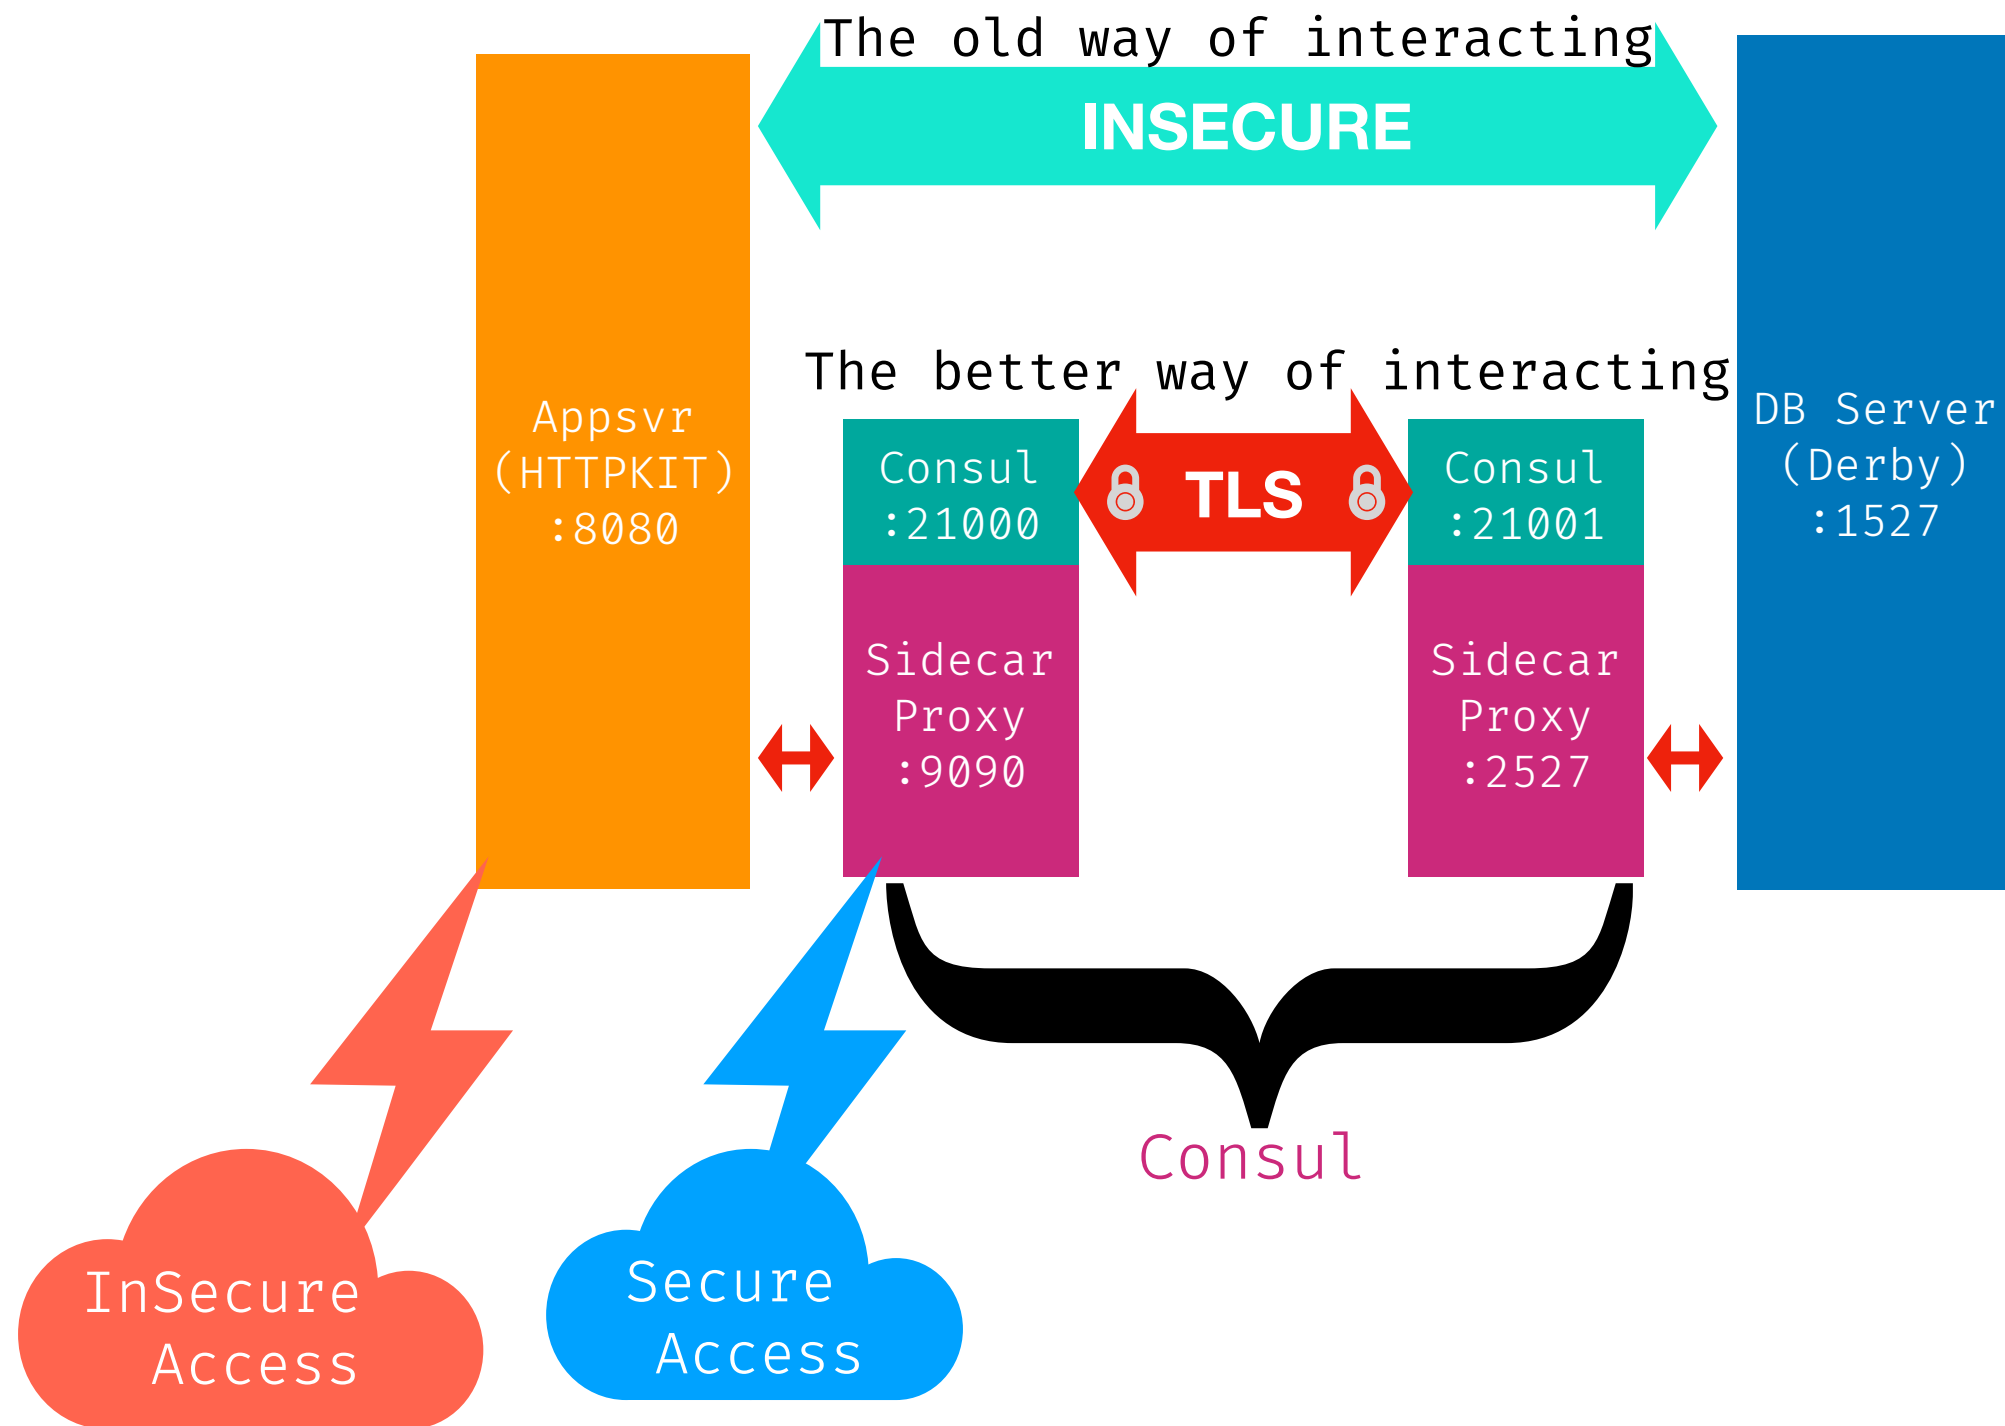 The old way of interacting
INSECURE
The better way of interacting
Appsvr
(HTTPKIT)
:8080
Consul
:21000
TLS
Consul
:21001
DB Server
(Derby)
:1527
Sidecar
Proxy
:9090
Sidecar
Proxy
:2527
Consul
InSecure
Access
Secure
Access